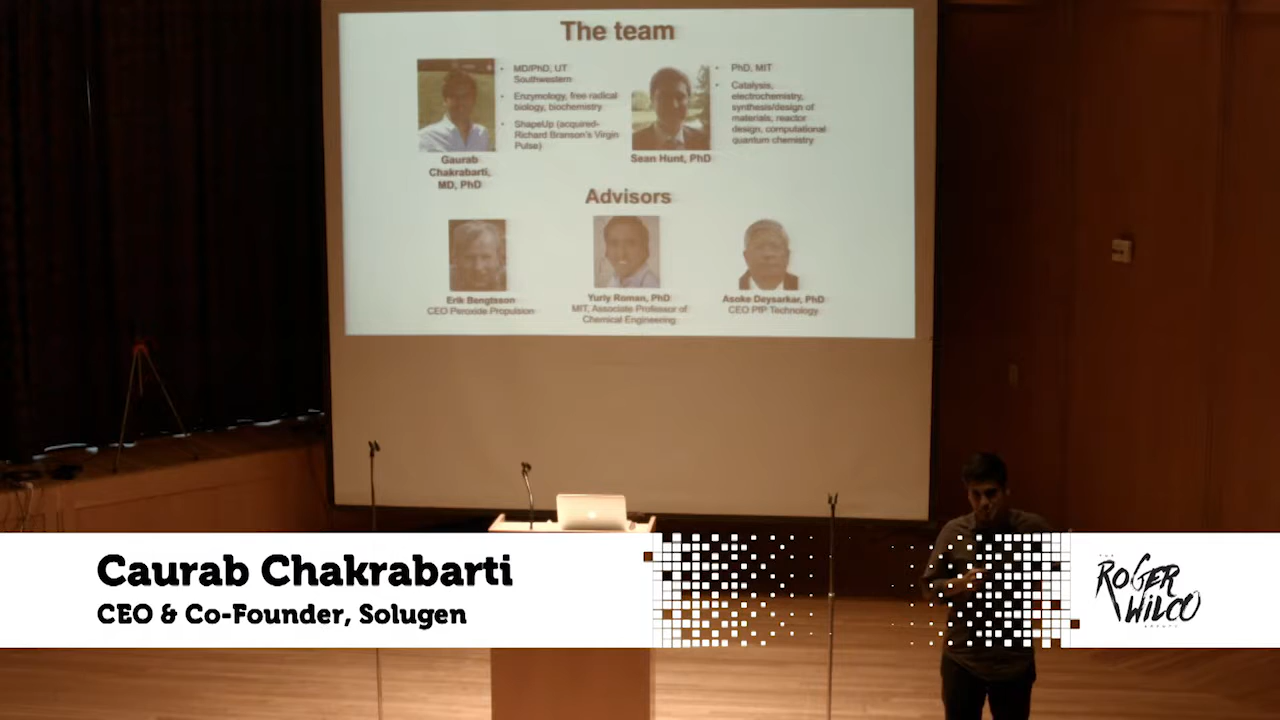 The team
• MD/PhD, UT
Southwestern
• Enzymology, free radical
biology, biochemistry
• ShapeUp (acquired-
Richard Branson's Virgin
Pulse)
Gaurab
Chakrabarti,
MD, PhD
• PhD, MIT
• Catalysis,
electrochemistry,
synthesis/design of
materials, reactor
design, computational
quantum chemistry
Sean Hunt, PhD
Advisors
Erik Bengtsson
CEO Peroxide Propulsion
Yuriy Roman, PhD
MIT, Associate Professor of
Chemical Engineering
Asoke Deysarkar, PhD
CEO PfP Technology
Caurab Chakrabarti
CEO & Co-Founder, Solugen
THE
ROGER
WILCO